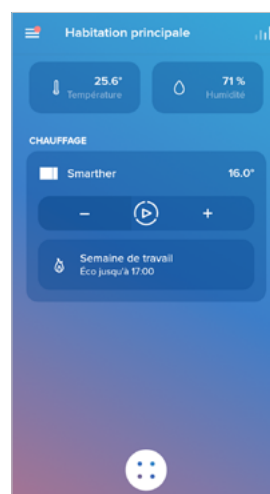 Habitation principale
25.6°
Température
71 %
Humidité
CHAUFFAGE
Smarther
16.0°
− +
Semaine de travail
Éco jusqu'à 17:00